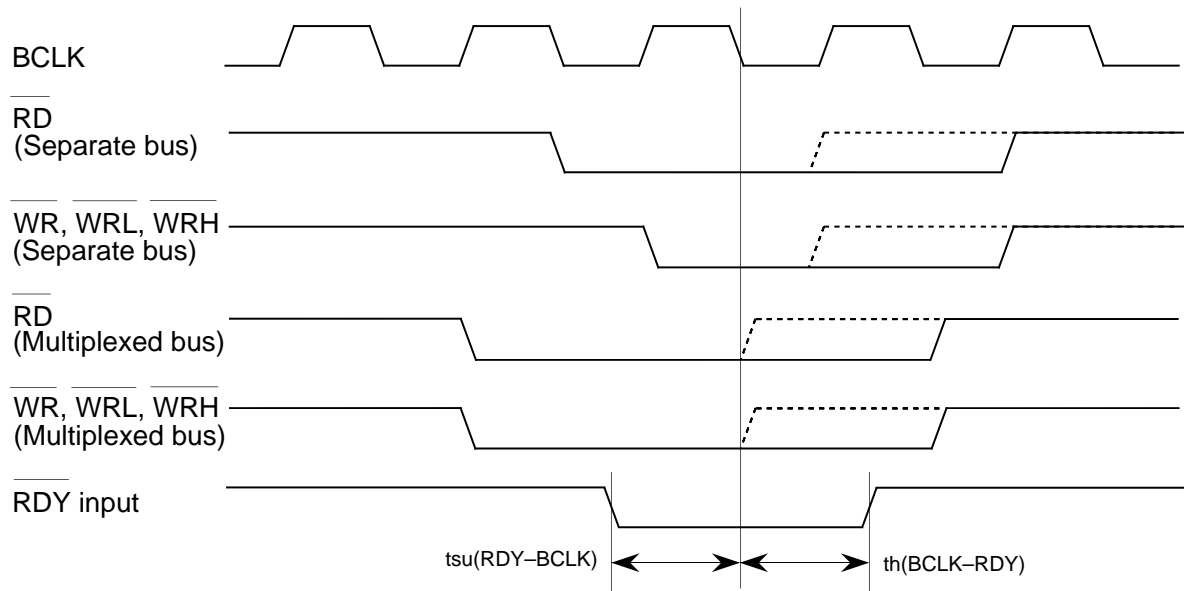 BCLK
RD
(Separate bus)
WR, WRL, WRH
(Separate bus)
RD
(Multiplexed bus)
WR, WRL, WRH
(Multiplexed bus)
RDY input
tsu(RDY–BCLK)
th(BCLK–RDY)